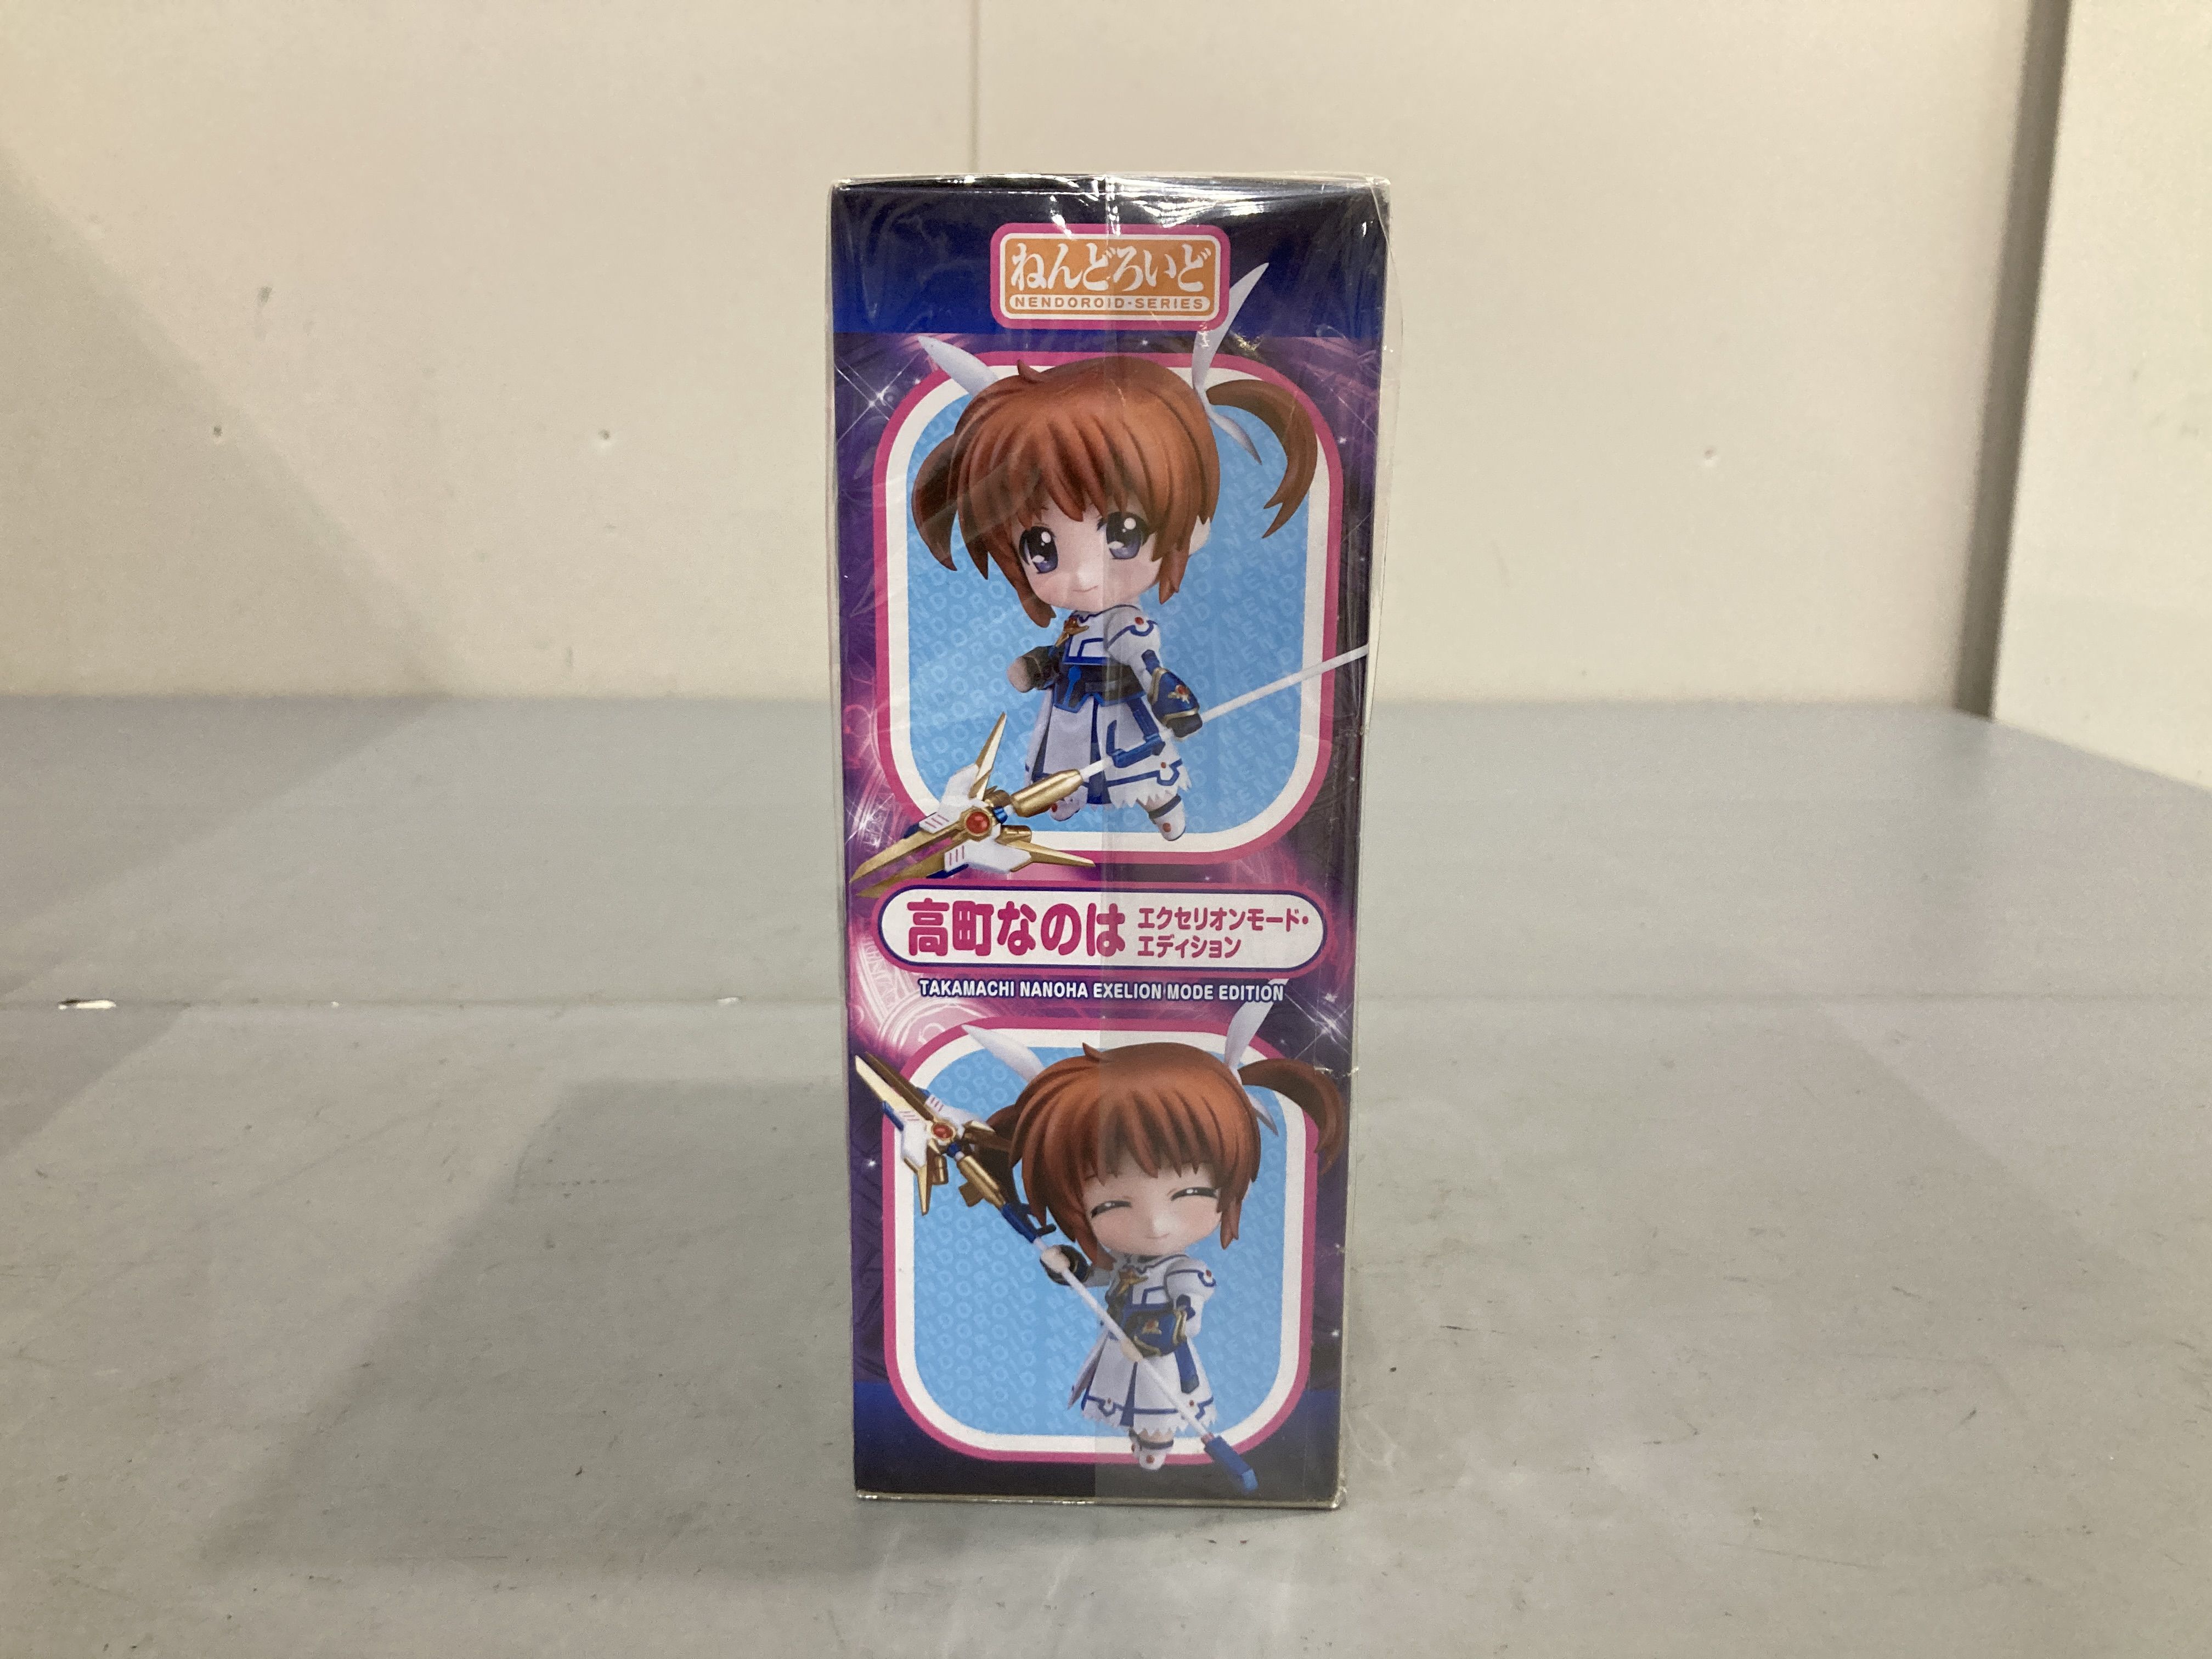 ねんどろいど
NENDOROID-SERIES
高町なのは エクセリオンモード・
エディション
TAKAMACHI NANOHA EXELION MODE EDITION